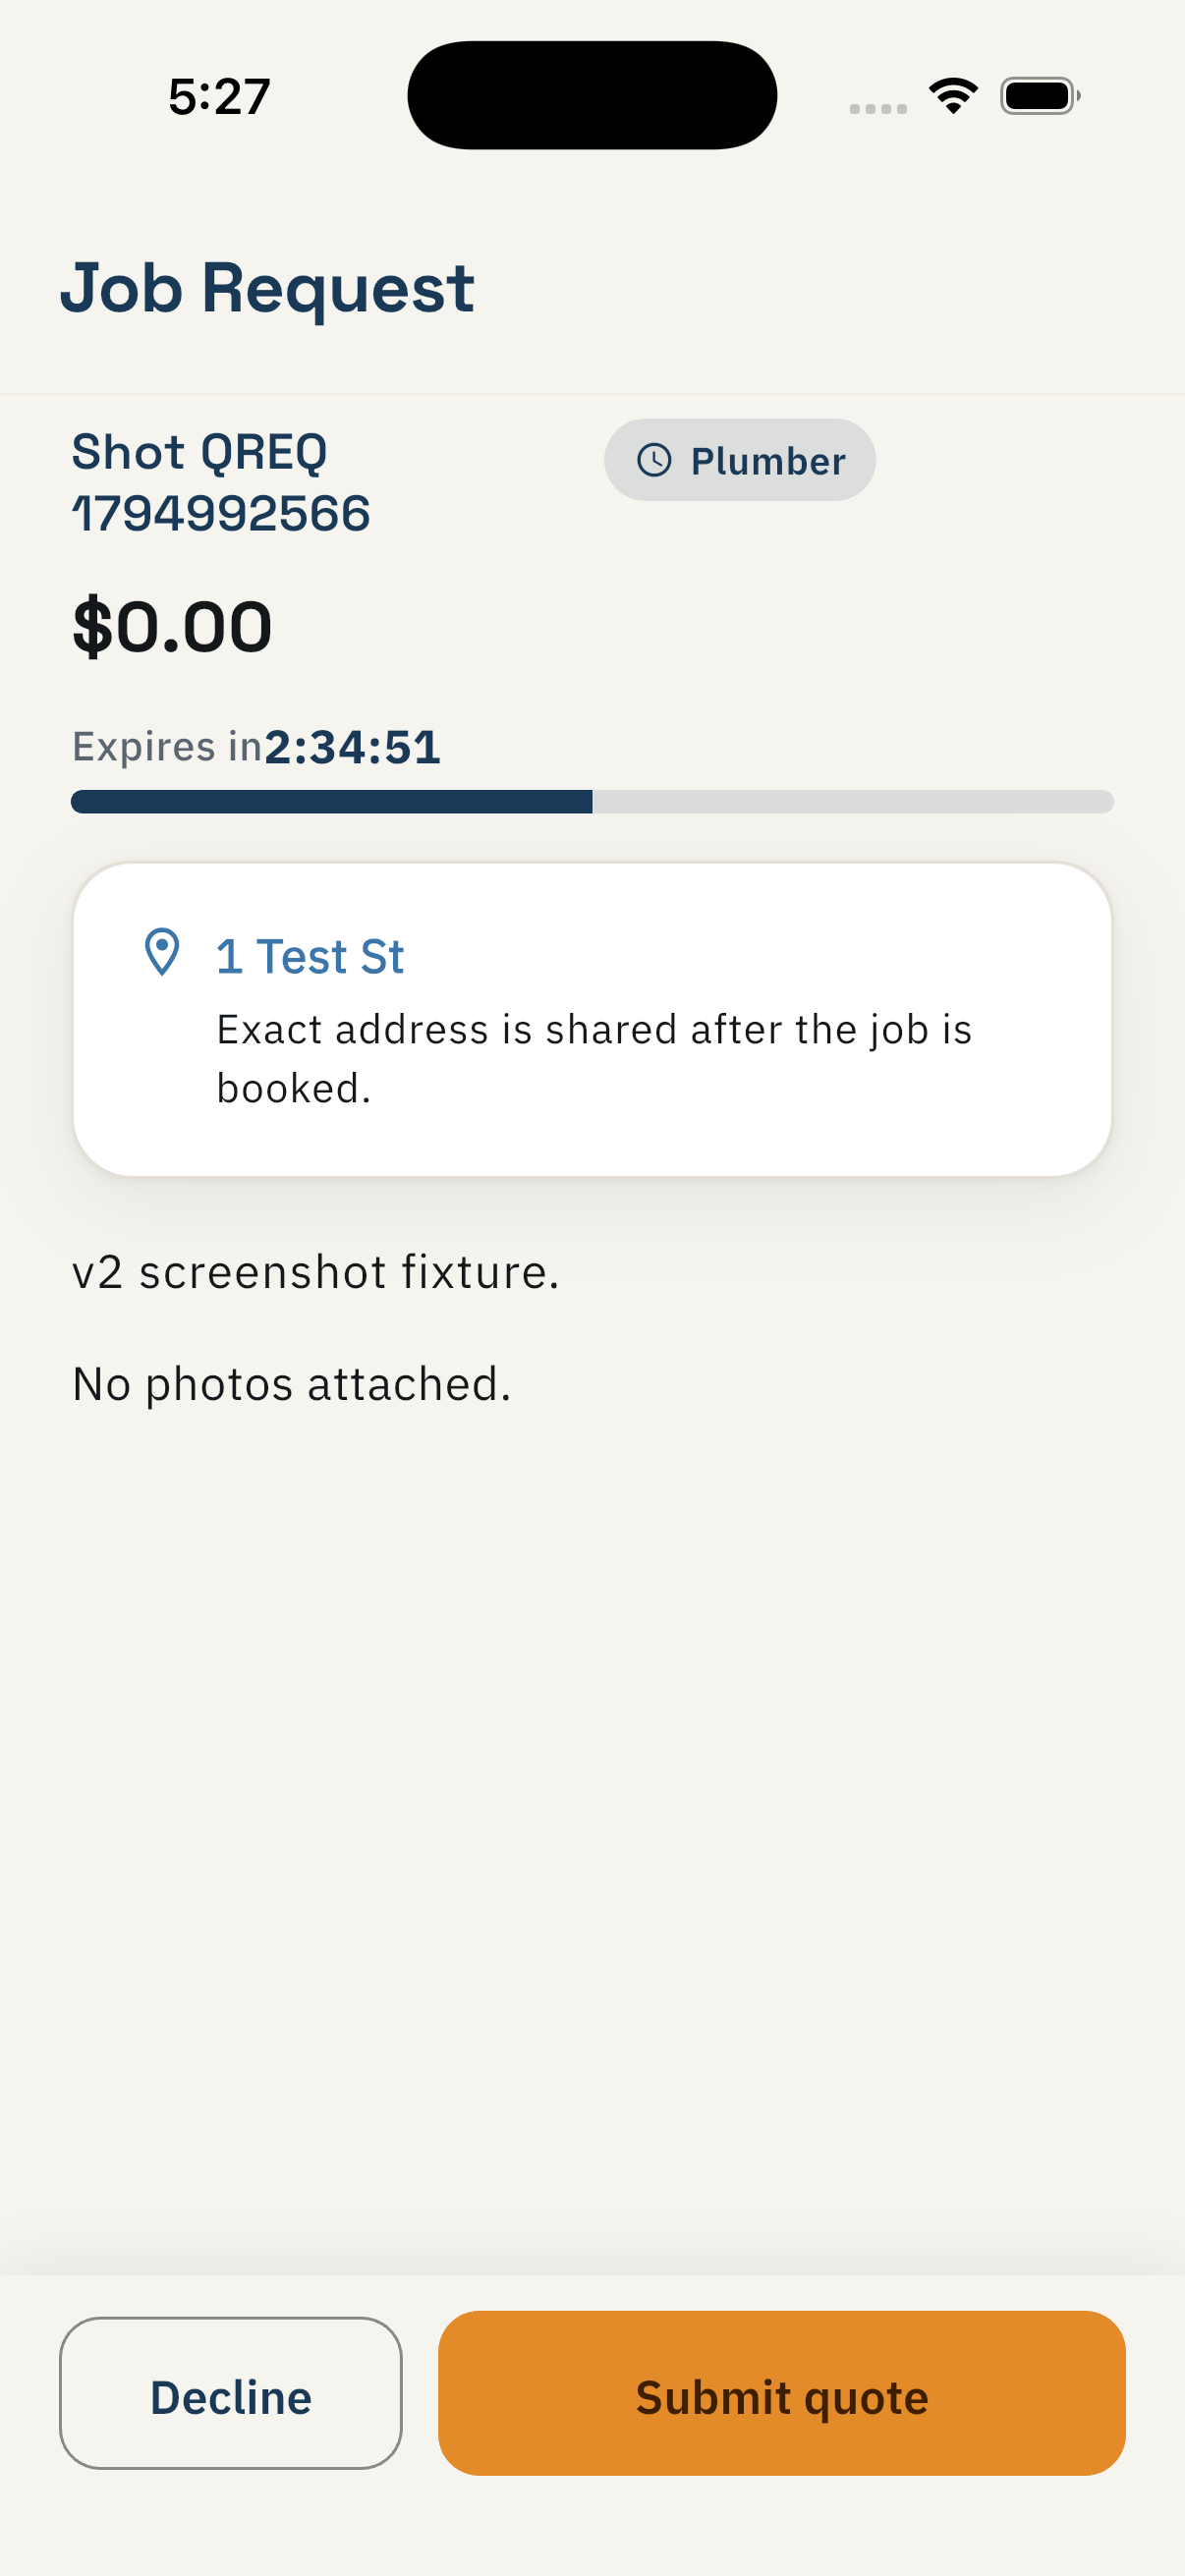 5:27
Job Request
Shot QREQ
1794992566
Plumber
$0.00
Expires in2:34:51
1 Test St
Exact address is shared after the job is
booked.
v2 screenshot fixture.
No photos attached.
Decline
Submit quote